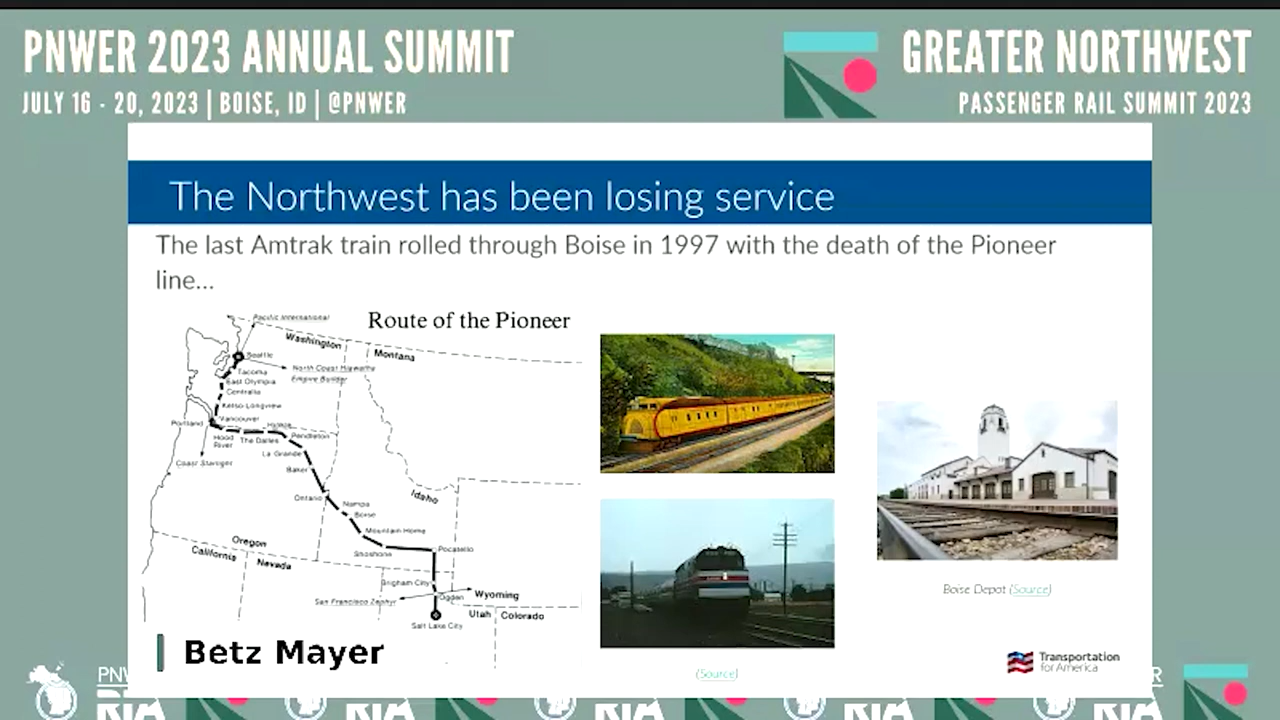 PNWER 2023 ANNUAL SUMMIT
JULY 16 - 20, 2023 | BOISE, ID | @PNWER
GREATER NORTHWEST
PASSENGER RAIL SUMMIT 2023
The Northwest has been losing service
The last Amtrak train rolled through Boise in 1997 with the death of the Pioneer
line...
Route of the Pioneer
Pacific International
Washington
Montana
Seattle
North Coast Hiawatha
Empire Builder
Tacoma
East Olympia
Centralia
Kelso-Longview
Vancouver
Portland
Hood
River
The Dalles
Pendleton
La Grande
Coast Starlight
Baker
Ontario
Nampa
Boise
Idaho
Mountain Home
Shoshone
Pocatello
Oregon
California
Nevada
Brigham City
Ogden
Wyoming
San Francisco Zephyr
Utah
Colorado
Salt Lake City
Boise Depot (Source)
(Source)
Betz Mayer
Transportation
for America